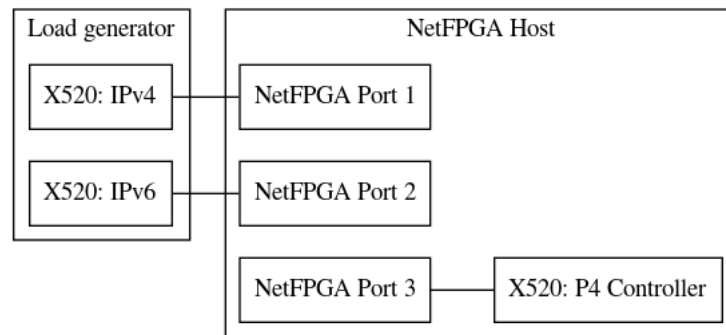 Load generator
NetFPGA Host
X520: IPv4
NetFPGA Port 1
X520: IPv6
NetFPGA Port 2
NetFPGA Port 3
X520: P4 Controller